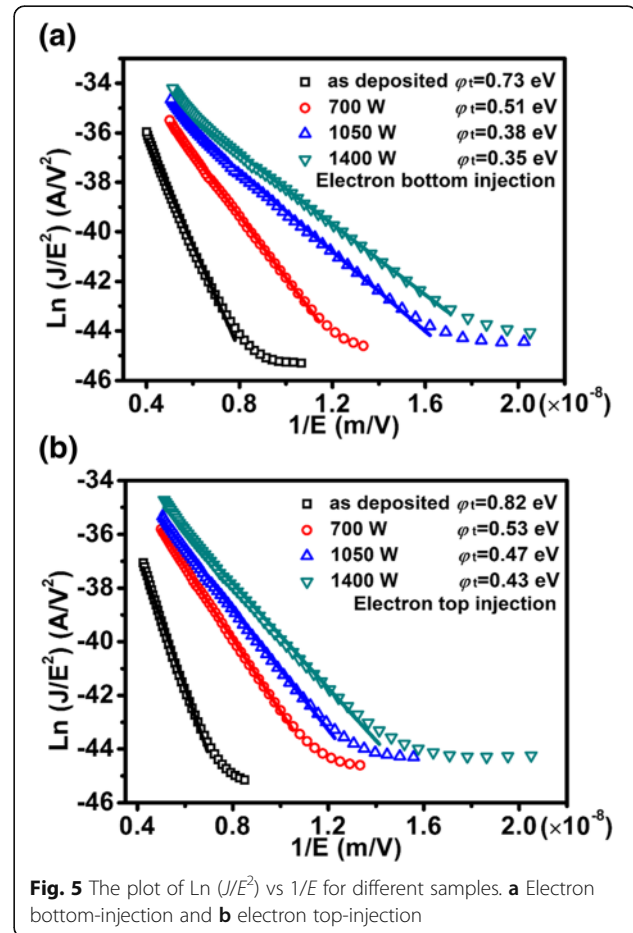 (a)
-34
-36
-38
-40
-42
-44
-46
Ln (J/E²) (A/V²)
as deposited φt=0.73 eV
700 W φt=0.51 eV
1050 W φt=0.38 eV
1400 W φt=0.35 eV
Electron bottom injection
0.4 0.8 1.2 1.6 2.0 (×10⁻⁸)
1/E (m/V)
(b)
-34
-36
-38
-40
-42
-44
-46
Ln (J/E²) (A/V²)
as deposited φt=0.82 eV
700 W φt=0.53 eV
1050 W φt=0.47 eV
1400 W φt=0.43 eV
Electron top injection
0.4 0.8 1.2 1.6 2.0 (×10⁻⁸)
1/E (m/V)
Fig. 5 The plot of Ln (J/E²) vs 1/E for different samples. a Electron
bottom-injection and b electron top-injection